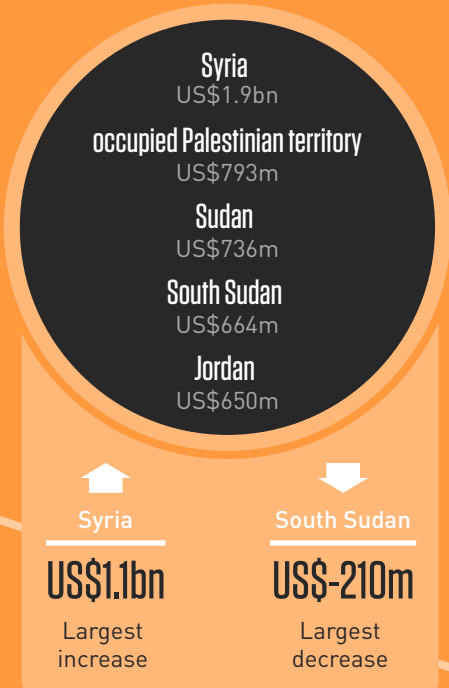 Syria
US$1.9bn
occupied Palestinian territory
US$793m
Sudan
US$736m
South Sudan
US$664m
Jordan
US$650m
Syria
US$1.1bn
Largest
increase
South Sudan
US$-210m
Largest
decrease